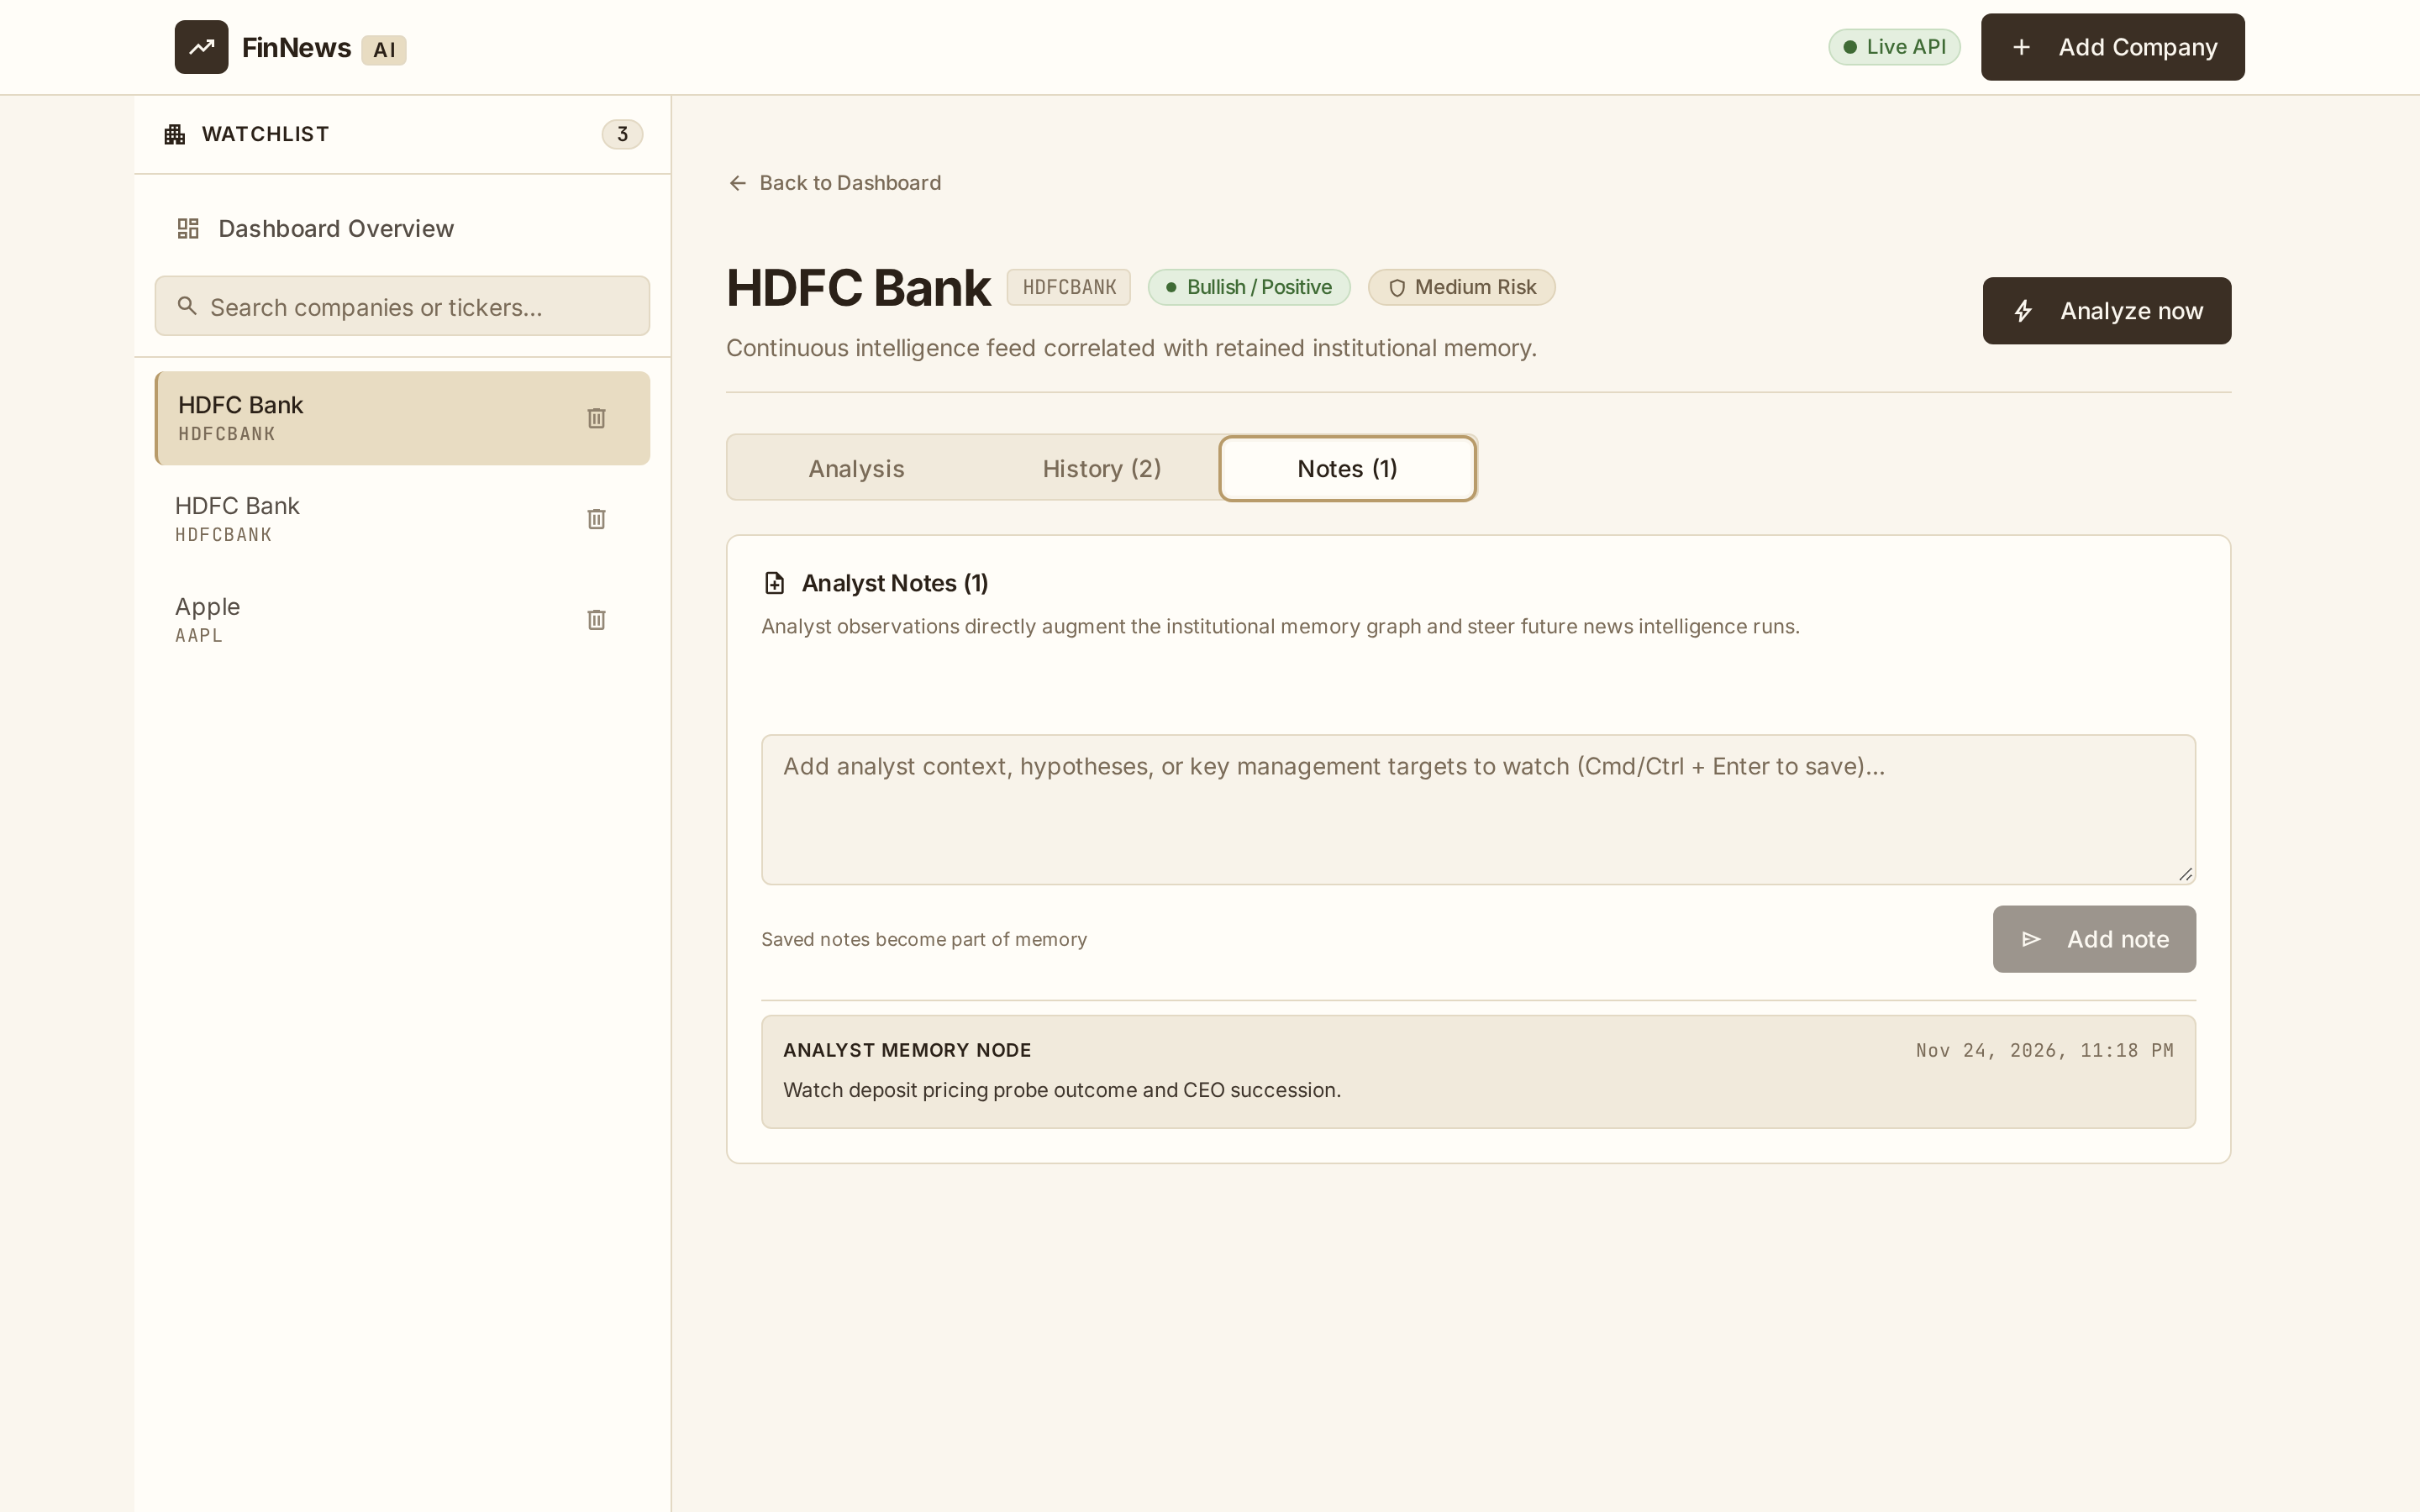 FinNews AI
Live API
Add Company
WATCHLIST
3
Dashboard Overview
Search companies or tickers...
HDFC Bank
HDFCBANK
HDFC Bank
HDFCBANK
Apple
AAPL
Back to Dashboard
HDFC Bank HDFCBANK Bullish / Positive Medium Risk
Continuous intelligence feed correlated with retained institutional memory.
Analyze now
Analysis History (2) Notes (1)
Analyst Notes (1)
Analyst observations directly augment the institutional memory graph and steer future news intelligence runs.
Add analyst context, hypotheses, or key management targets to watch (Cmd/Ctrl + Enter to save)...
Saved notes become part of memory
Add note
ANALYST MEMORY NODE Nov 24, 2026, 11:18 PM
Watch deposit pricing probe outcome and CEO succession.